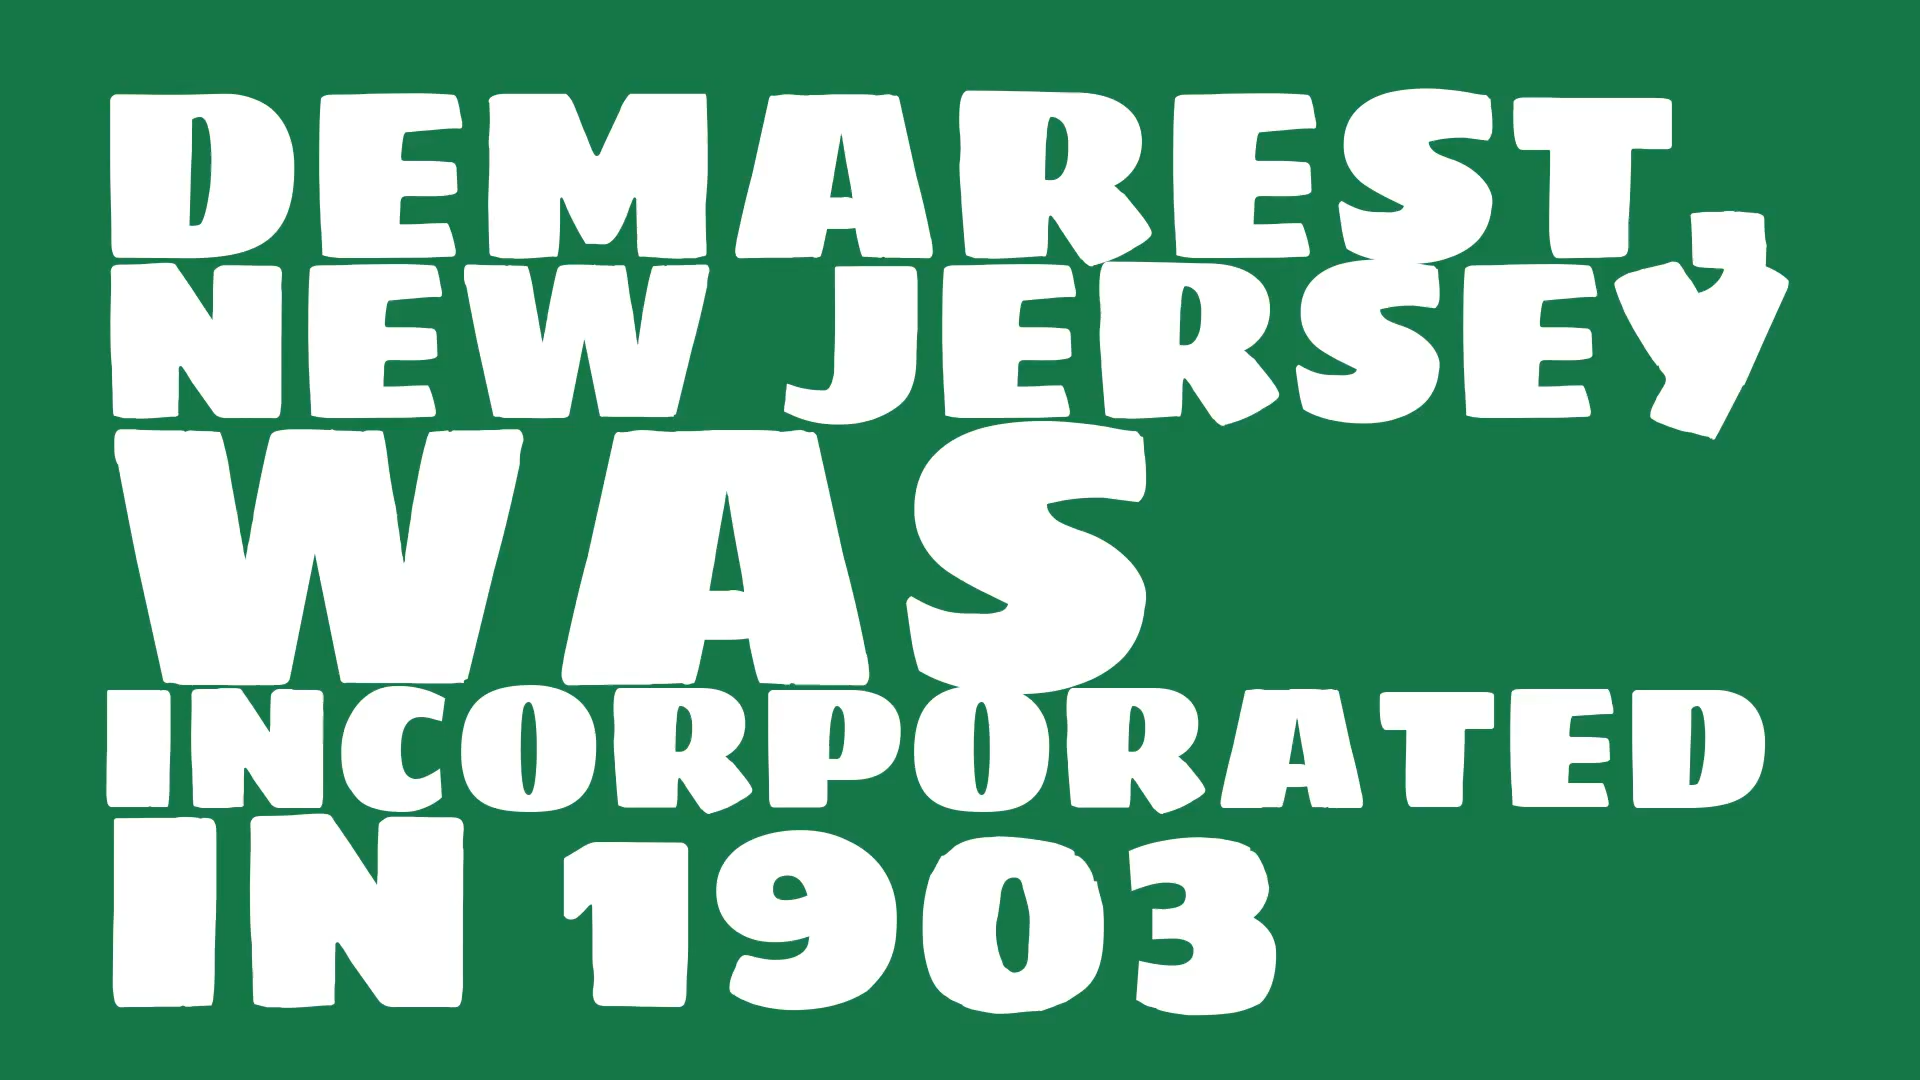 DEMAREST,
NEW JERSEY
WAS
INCORPORATED
IN 1903